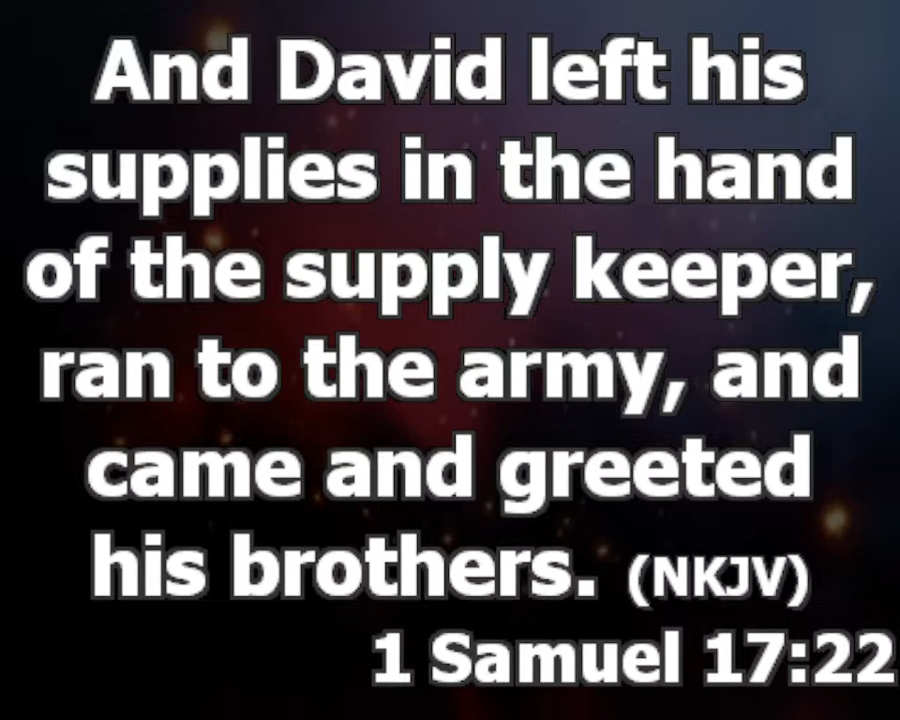 And David left his
supplies in the hand
of the supply keeper,
ran to the army, and
came and greeted
his brothers. (NKJV)
1 Samuel 17:22